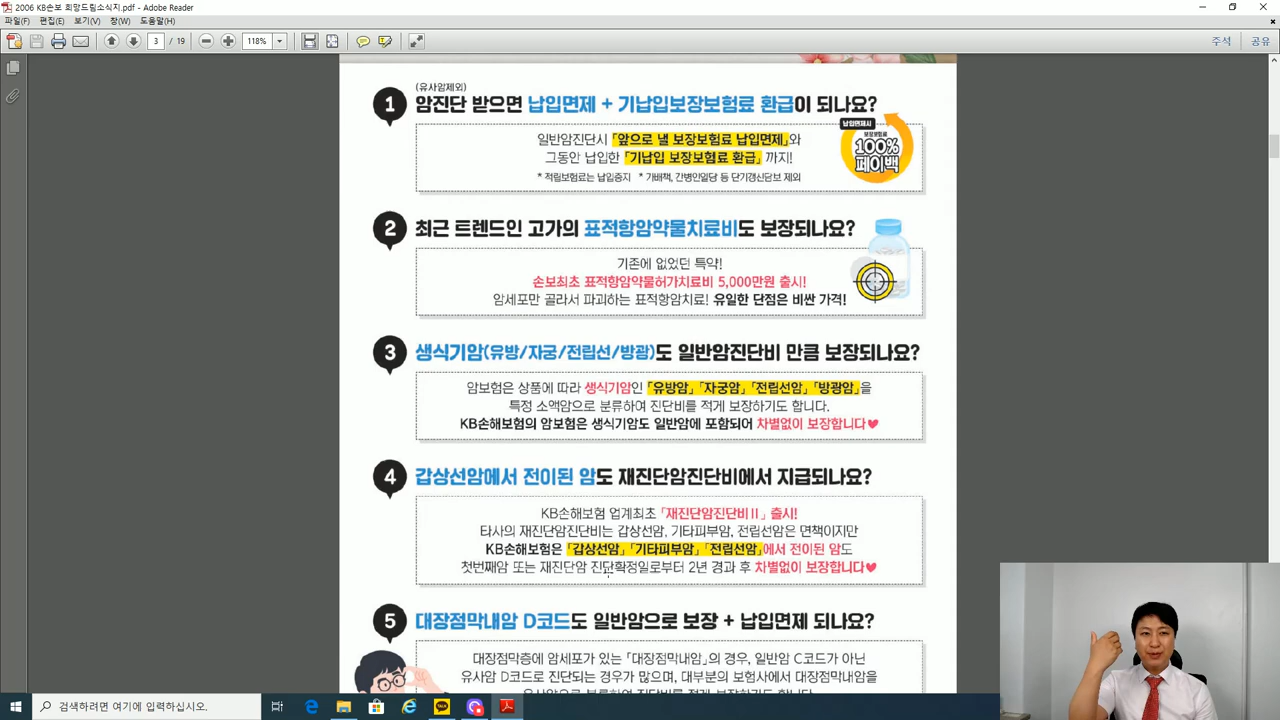 2006 KB손보 희망드림소식지.pdf - Adobe Reader
파일(F) 편집(E) 보기(V) 창(W) 도움말(H)
3 / 19 118% 주석 공유
(유사암제외)
1 암진단 받으면 납입면제 + 기납입보장보험료 환급이 되나요?
일반암진단시 「앞으로 낼 보장보험료 납입면제」와
그동안 납입한 「기납입 보장보험료 환급」 까지!
* 적립보험료는 납입중지 * 가배책, 간병인일당 등 단기갱신담보 제외
납입면제시
보장보험료
100%
페이백
2 최근 트렌드인 고가의 표적항암약물치료비도 보장되나요?
기존에 없었던 특약!
손보최초 표적항암약물허가치료비 5,000만원 출시!
암세포만 골라서 파괴하는 표적항암치료! 유일한 단점은 비싼 가격!
3 생식기암(유방/자궁/전립선/방광)도 일반암진단비 만큼 보장되나요?
암보험은 상품에 따라 생식기암인 「유방암」「자궁암」「전립선암」「방광암」을
특정 소액암으로 분류하여 진단비를 적게 보장하기도 합니다.
KB손해보험의 암보험은 생식기암도 일반암에 포함되어 차별없이 보장합니다♥
4 갑상선암에서 전이된 암도 재진단암진단비에서 지급되나요?
KB손해보험 업계최초 「재진단암진단비Ⅱ」 출시!
타사의 재진단암진단비는 갑상선암, 기타피부암, 전립선암은 면책이지만
KB손해보험은 「갑상선암」「기타피부암」「전립선암」에서 전이된 암도
첫번째암 또는 재진단암 진단확정일로부터 2년 경과 후 차별없이 보장합니다♥
5 대장점막내암 D코드도 일반암으로 보장 + 납입면제 되나요?
대장점막층에 암세포가 있는 「대장점막내암」의 경우, 일반암 C코드가 아닌
유사암 D코드로 진단되는 경우가 많으며, 대부분의 보험사에서 대장점막내암을
유사암으로 분류하여 진단비를 적게 보장하기도 합니다
검색하려면 여기에 입력하십시오.
TALK